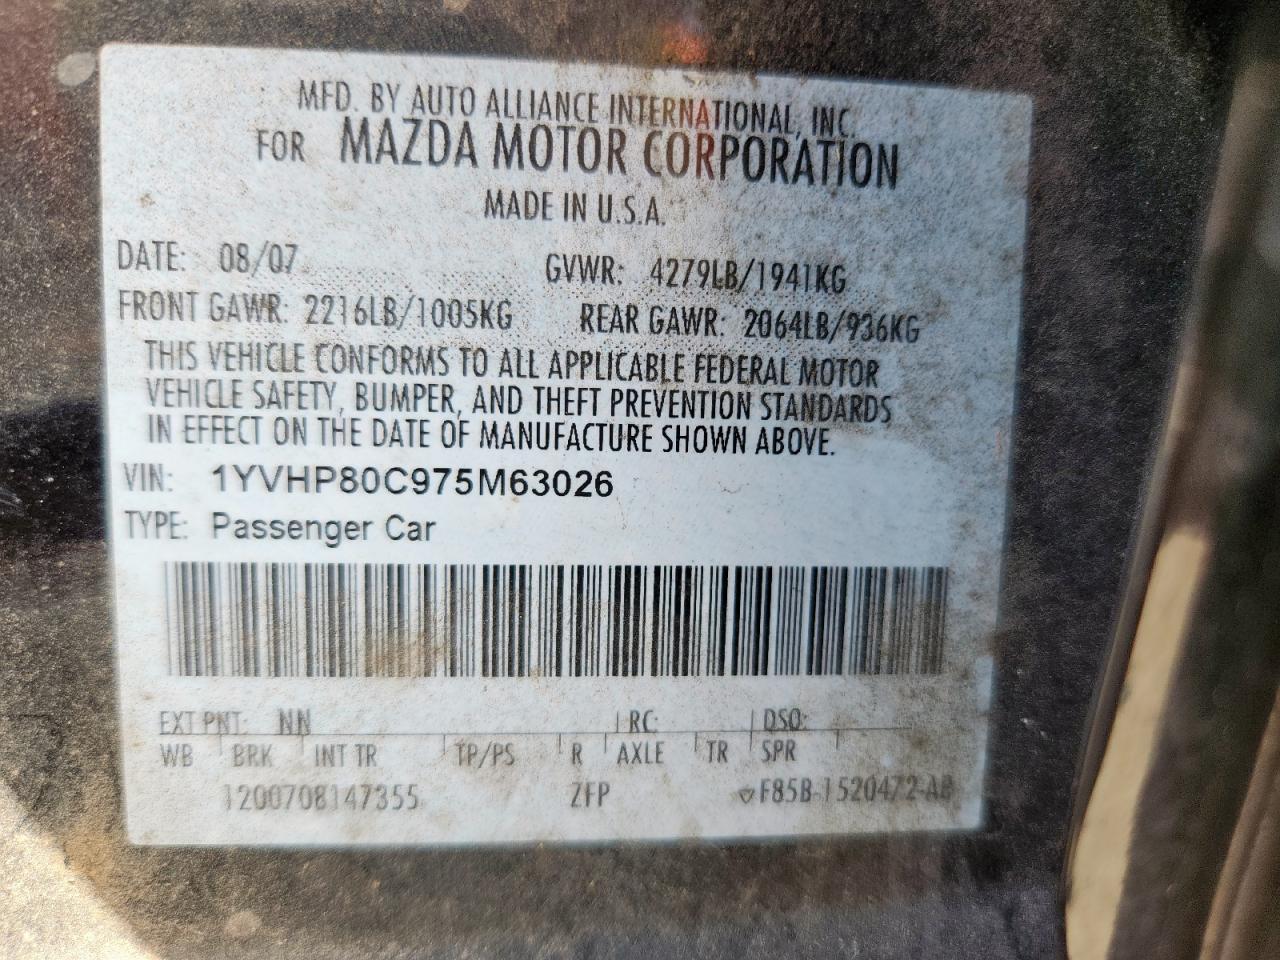 MFD. BY AUTO ALLIANCE INTERNATIONAL, INC.
FOR MAZDA MOTOR CORPORATION
MADE IN U.S.A.
DATE: 08/07 GVWR: 4279LB/1941KG
FRONT GAWR: 2216LB/1005KG REAR GAWR: 2064LB/936KG
THIS VEHICLE CONFORMS TO ALL APPLICABLE FEDERAL MOTOR
VEHICLE SAFETY, BUMPER, AND THEFT PREVENTION STANDARDS
IN EFFECT ON THE DATE OF MANUFACTURE SHOWN ABOVE.
VIN: 1YVHP80C975M63026
TYPE: Passenger Car
EXT PNT: NN RC: DSO:
WB BRK INT TR TP/PS R AXLE TR SPR
1200708147355 ZFP F85B-1520472-AB